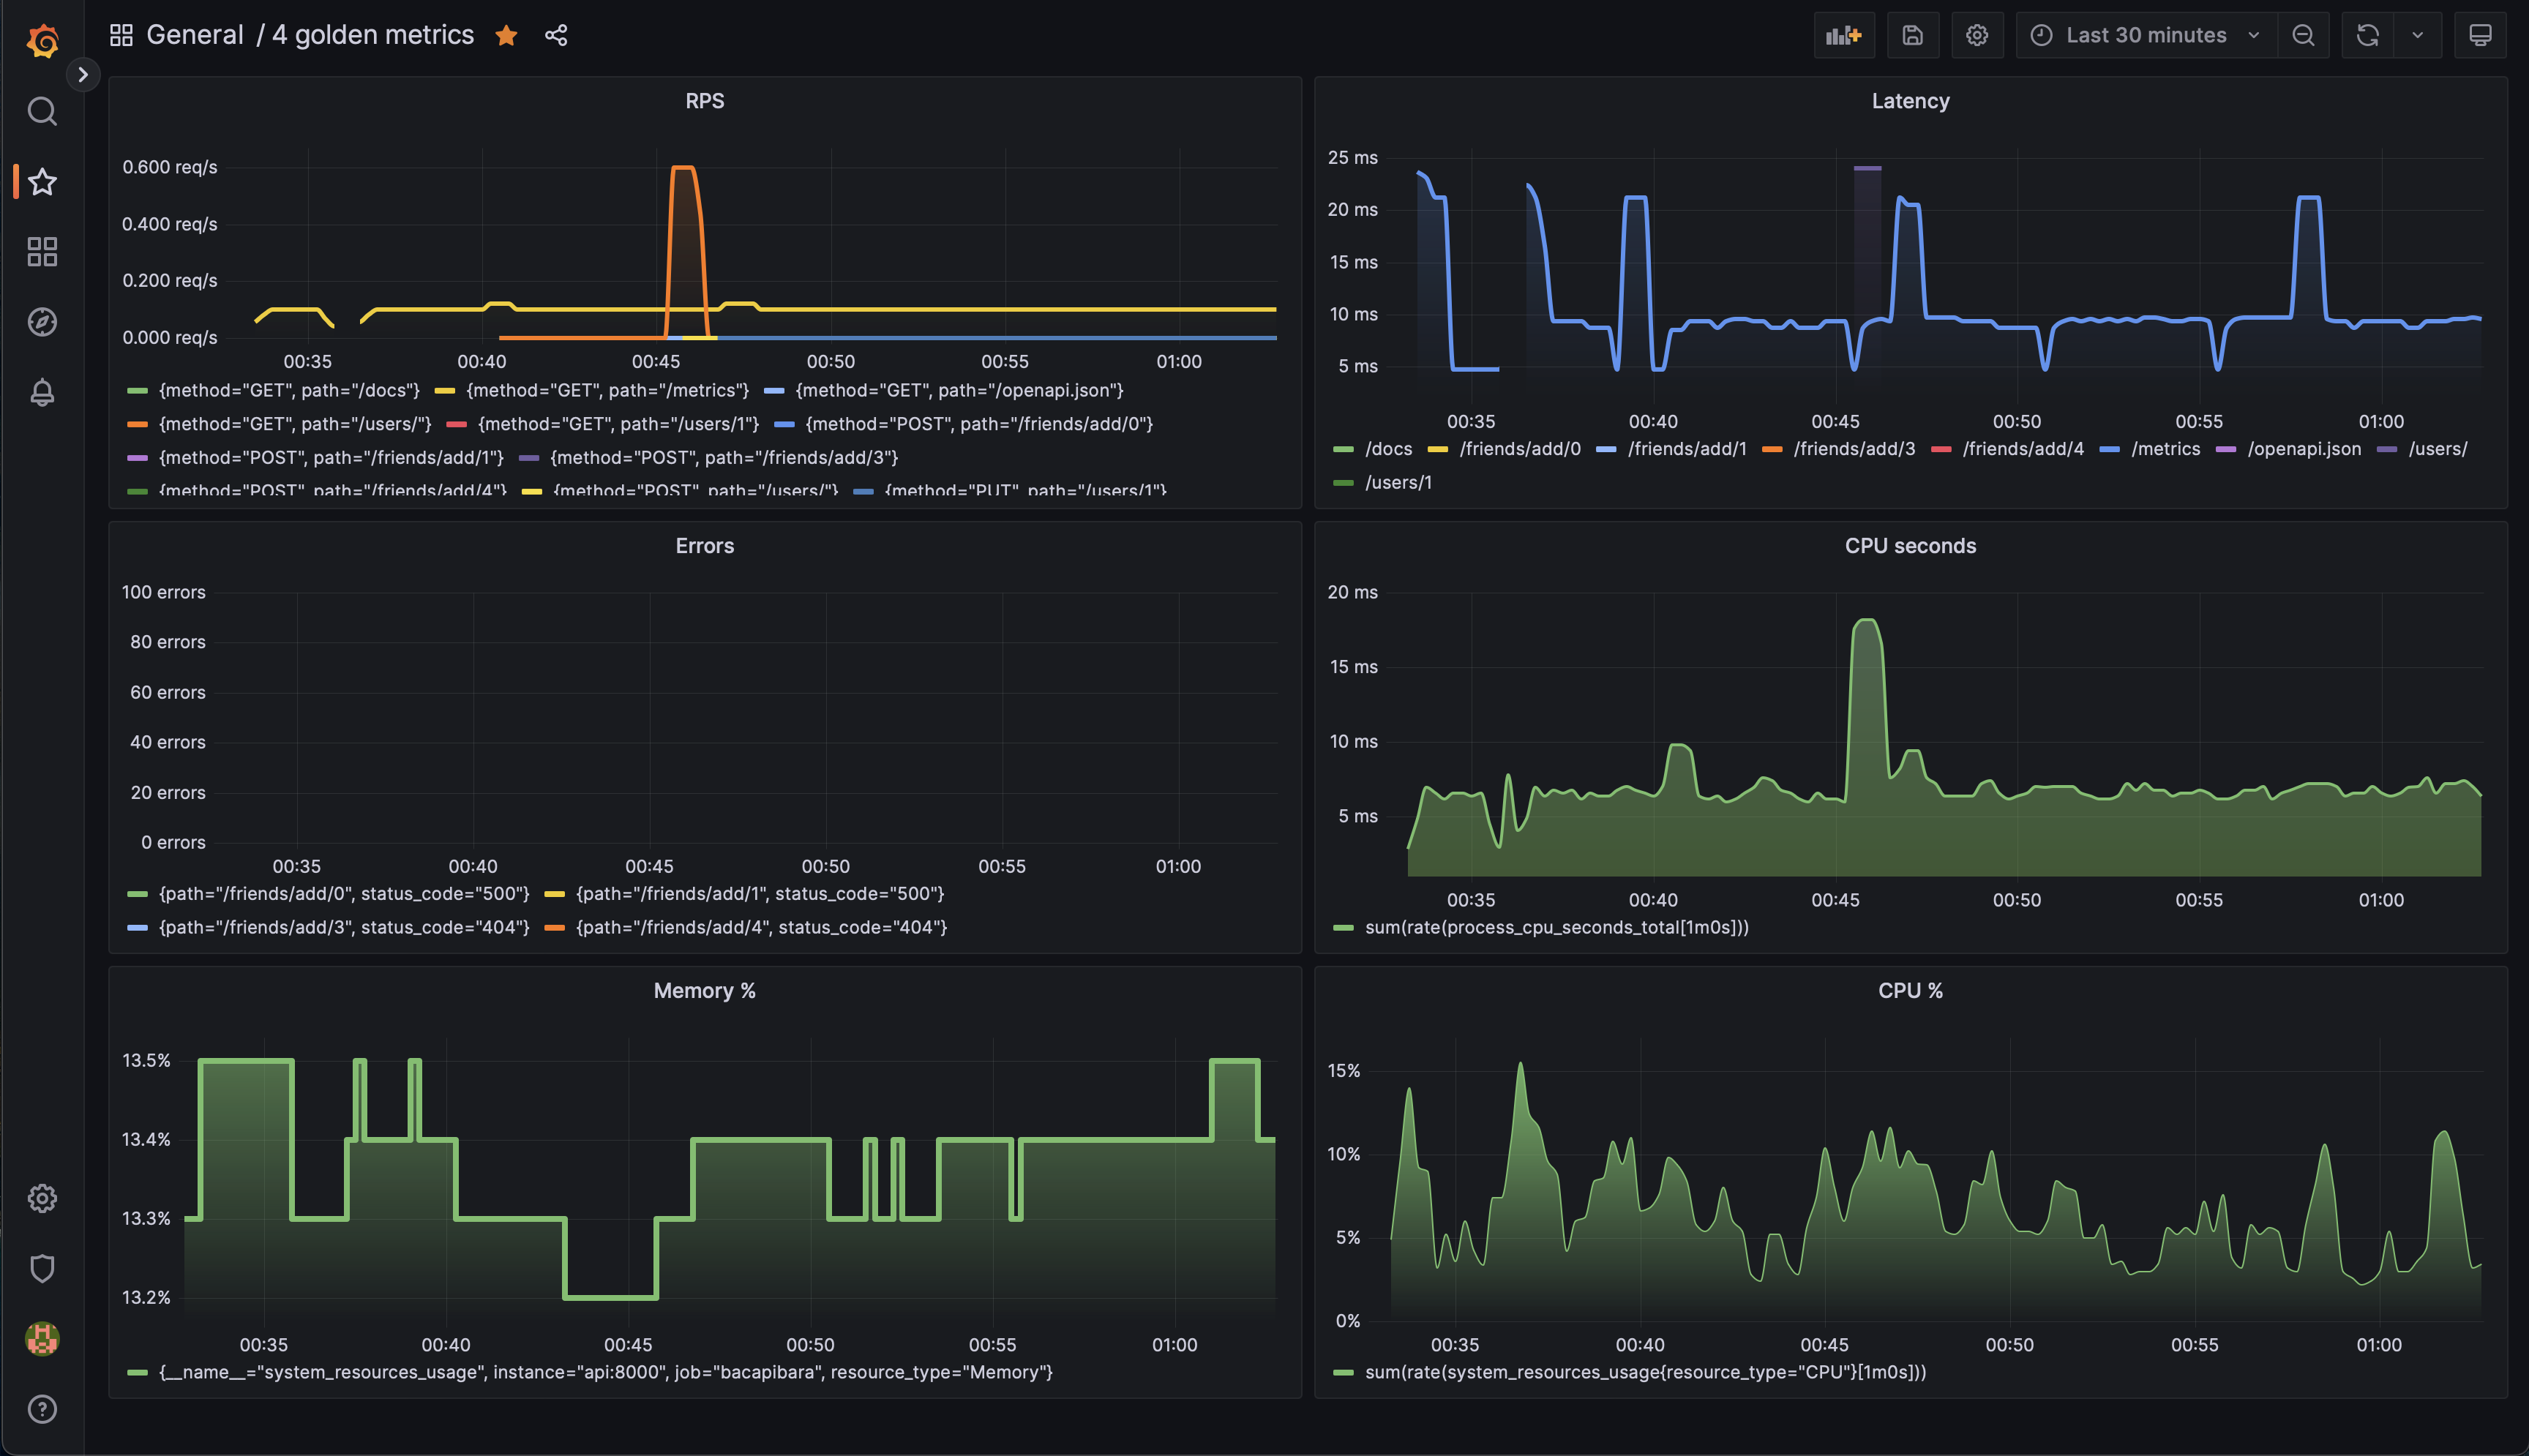 General / 4 golden metrics
Last 30 minutes
RPS
0.600 req/s
0.400 req/s
0.200 req/s
0.000 req/s
00:35 00:40 00:45 00:50 00:55 01:00
{method="GET", path="/docs"} {method="GET", path="/metrics"} {method="GET", path="/openapi.json"}
{method="GET", path="/users/"} {method="GET", path="/users/1"} {method="POST", path="/friends/add/0"}
{method="POST", path="/friends/add/1"} {method="POST", path="/friends/add/3"}
{method="POST", path="/friends/add/4"} {method="POST", path="/users/"} {method="PUT", path="/users/1"}
Latency
25 ms
20 ms
15 ms
10 ms
5 ms
00:35 00:40 00:45 00:50 00:55 01:00
/docs /friends/add/0 /friends/add/1 /friends/add/3 /friends/add/4 /metrics /openapi.json /users/
/users/1
Errors
100 errors
80 errors
60 errors
40 errors
20 errors
0 errors
00:35 00:40 00:45 00:50 00:55 01:00
{path="/friends/add/0", status_code="500"} {path="/friends/add/1", status_code="500"}
{path="/friends/add/3", status_code="404"} {path="/friends/add/4", status_code="404"}
CPU seconds
20 ms
15 ms
10 ms
5 ms
00:35 00:40 00:45 00:50 00:55 01:00
sum(rate(process_cpu_seconds_total[1m0s]))
Memory %
13.5%
13.4%
13.3%
13.2%
00:35 00:40 00:45 00:50 00:55 01:00
{__name__="system_resources_usage", instance="api:8000", job="bacapibara", resource_type="Memory"}
CPU %
15%
10%
5%
0%
00:35 00:40 00:45 00:50 00:55 01:00
sum(rate(system_resources_usage{resource_type="CPU"}[1m0s]))